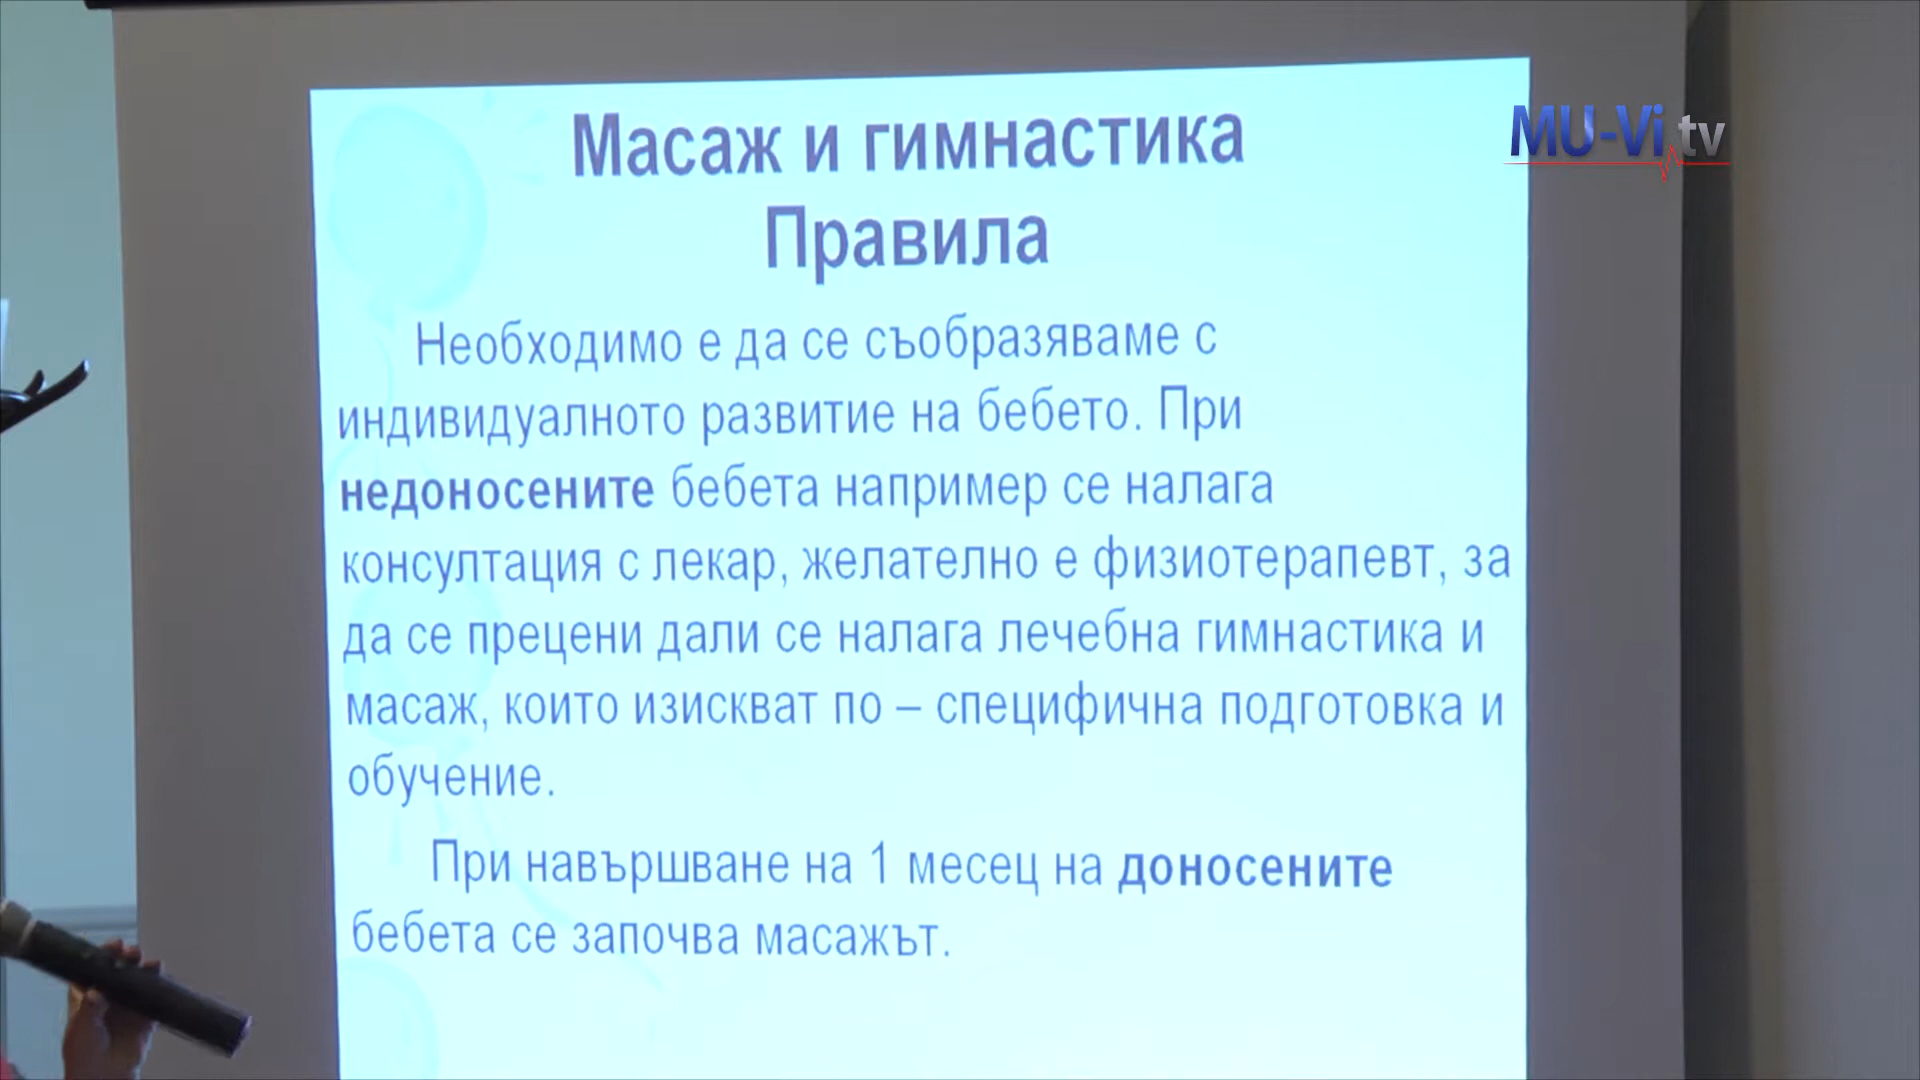 Масаж и гимнастика
Правила
MU-Vi.tv
Необходимо е да се съобразяваме с
индивидуалното развитие на бебето. При
недоносените бебета например се налага
консултация с лекар, желателно е физиотерапевт, за
да се прецени дали се налага лечебна гимнастика и
масаж, които изискват по – специфична подготовка и
обучение.
При навършване на 1 месец на доносените
бебета се започва масажът.